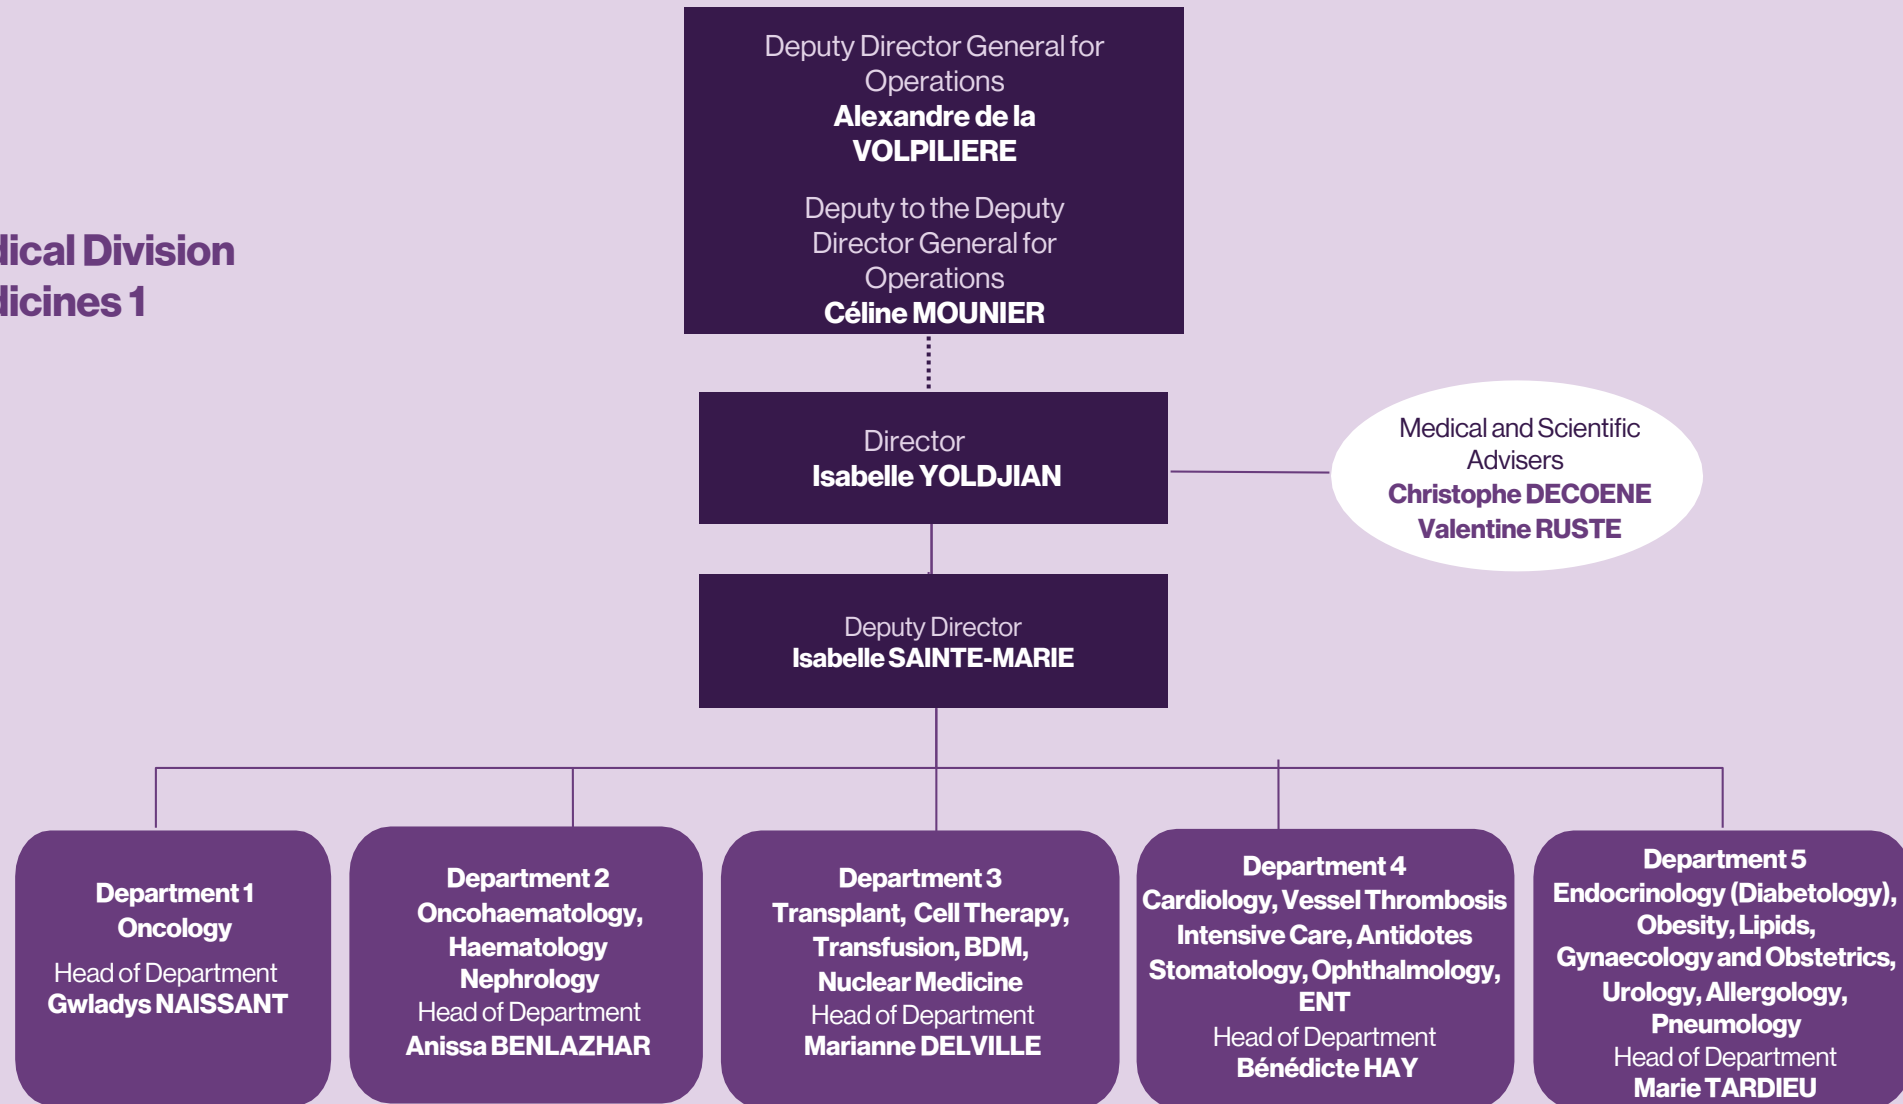 Deputy Director General for
Operations
Alexandre de la
VOLPILIERE
Deputy to the Deputy
Director General for
Operations
Céline MOUNIER
dical Division
dicines 1
Director
Isabelle YOLDJIAN
Medical and Scientific
Advisers
Christophe DECOENE
Valentine RUSTE
Deputy Director
Isabelle SAINTE-MARIE
Department 1
Oncology
Head of Department
Gwladys NAISSANT
Department 2
Oncohaematology,
Haematology
Nephrology
Head of Department
Anissa BENLAZHAR
Department 3
Transplant, Cell Therapy,
Transfusion, BDM,
Nuclear Medicine
Head of Department
Marianne DELVILLE
Department 4
Cardiology, Vessel Thrombosis
Intensive Care, Antidotes
Stomatology, Ophthalmology,
ENT
Head of Department
Bénédicte HAY
Department 5
Endocrinology (Diabetology),
Obesity, Lipids,
Gynaecology and Obstetrics,
Urology, Allergology,
Pneumology
Head of Department
Marie TARDIEU